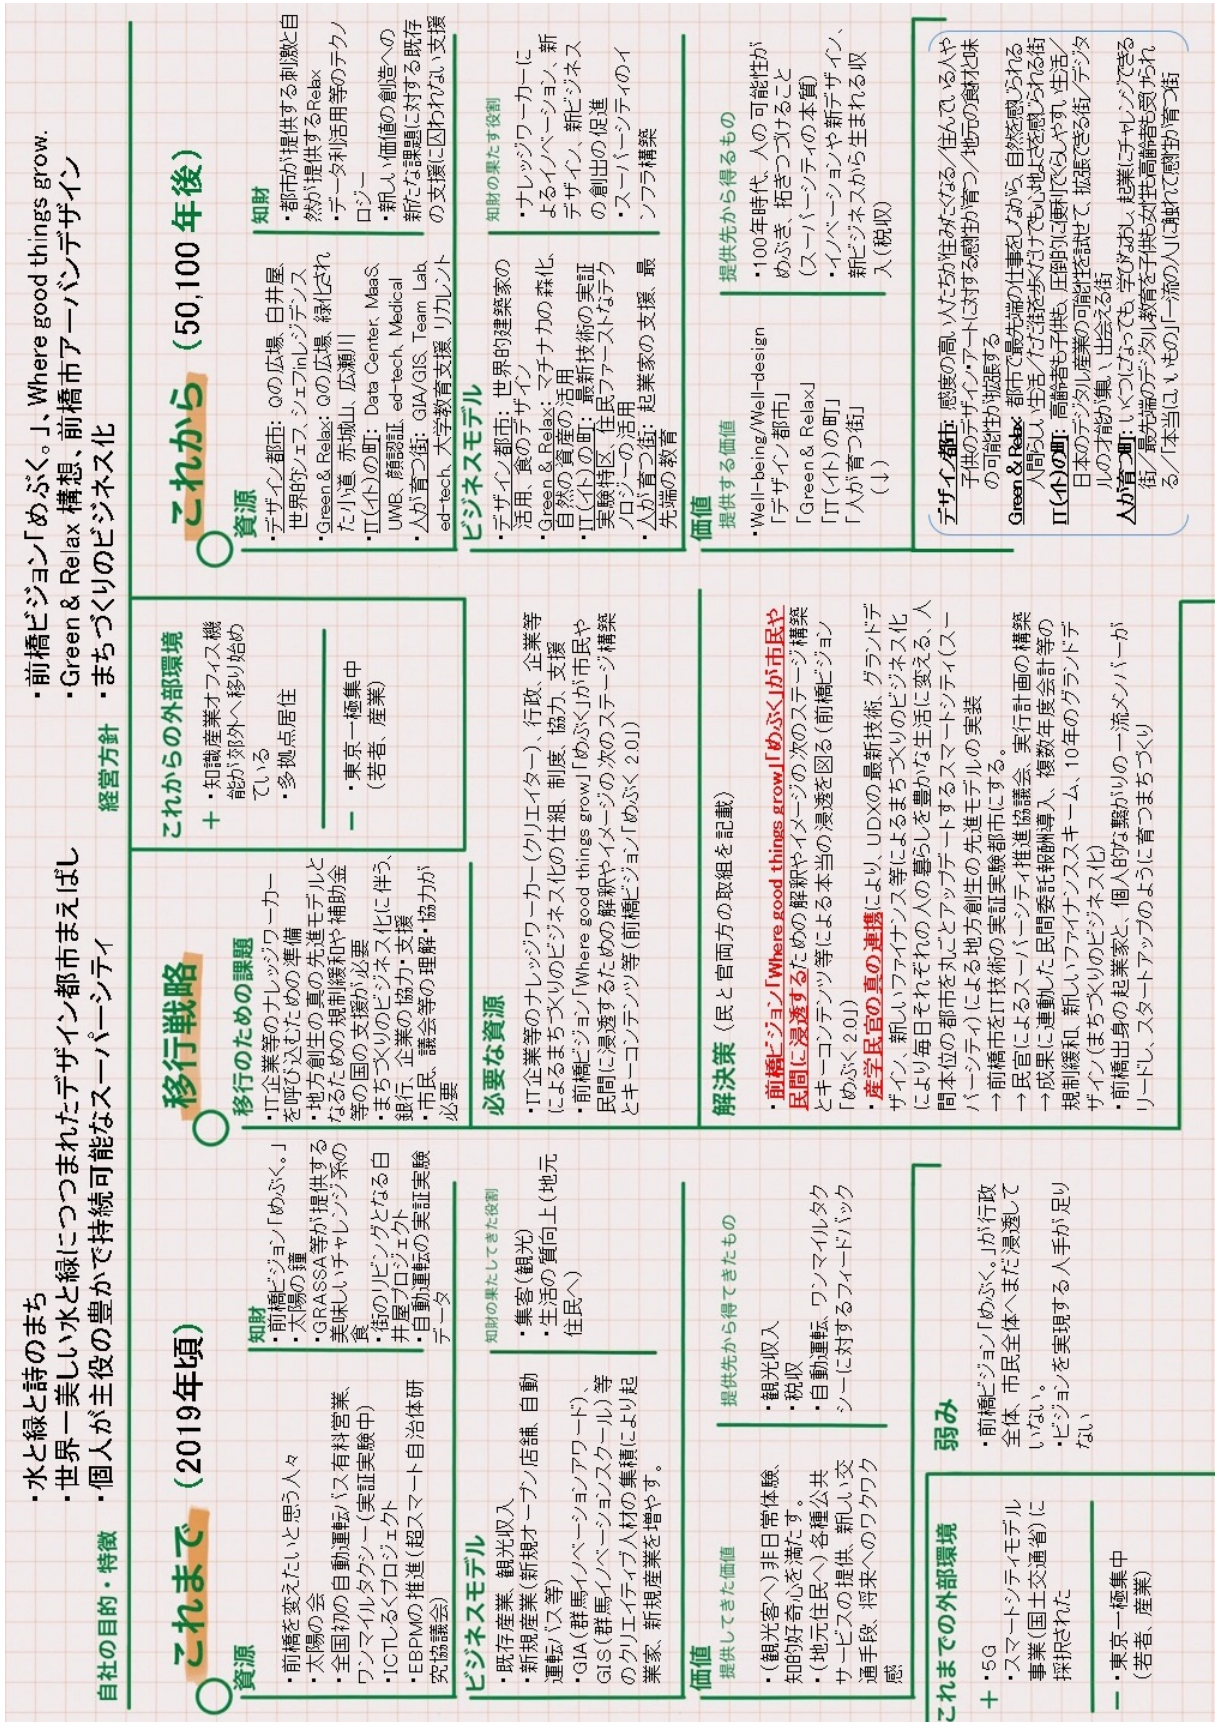 自社の目的・特徴
・水と緑と詩のまち
・世界一美しい水と緑につつまれたデザイン都市まえばし
・個人が主役の豊かで持続可能なスーパーシティ
経営方針
・前橋ビジョン「めぶく。」、Where good things grow.
・Green & Relax 構想、前橋市アーバンデザイン
・まちづくりのビジネス化
これまで（2019年頃）
資源
・前橋を変えたいと思う人々
・太陽の会
・全国初の自動運転バス有料営業、
ワンマイルタクシー（実証実験中）
・ICTしるくプロジェクト
・EBPMの推進（超スマート自治体研
究協議会）
知財
・前橋ビジョン「めぶく。」
・太陽の鐘
・GRASSA等が提供する
美味しいチャレンジ系の
食
・街のリビングとなる白
井屋プロジェクト
・自動運転の実証実験
データ
ビジネスモデル
・既存産業、観光収入
・新規産業（新規オープン店舗、自動
運転バス等）
・GIA（群馬イノベーションアワード）、
GIS（群馬イノベーションスクール）等
のクリエイティブ人材の集積により起
業家、新規産業を増やす。
知財の果たしてきた役割
・集客（観光）
・生活の質向上（地元
住民へ）
価値
提供してきた価値
・（観光客へ）非日常体験、
知的好奇心を満たす。
・（地元住民へ）各種公共
サービスの提供、新しい交
通手段、将来へのワクワク
感
提供先から得てきたもの
・観光収入
・税収
・自動運転、ワンマイルタク
シーに対するフィードバック
これまでの外部環境
＋ ・5G
・スマートシティモデル
事業（国土交通省）に
採択された
－ ・東京一極集中
（若者、産業）
弱み
・前橋ビジョン「めぶく。」が行政
全体、市民全体へまだ浸透して
いない。
・ビジョンを実現する人手が足り
ない
移行戦略
移行のための課題
・IT企業等のナレッジワーカー
を呼び込むための準備
・地方創生の真の先進モデルと
なるための規制緩和や補助金
等の国の支援が必要
・まちづくりのビジネス化に伴う、
銀行、企業の協力・支援
・市民、議会等の理解・協力が
必要
これからの外部環境
＋ ・知識産業オフィス機
能が郊外へ移り始め
ている
・多拠点居住
－ ・東京一極集中
（若者、産業）
必要な資源
・IT企業等のナレッジワーカー（クリエイター）、行政、企業等
によるまちづくりのビジネス化の仕組、制度、協力、支援
・前橋ビジョン「Where good things grow」「めぶく」が市民や
民間に浸透するための解釈やイメージの次のステージ構築
とキーコンテンツ等（前橋ビジョン「めぶく 2.0」）
解決策（民と官両方の取組を記載）
・前橋ビジョン「Where good things grow」「めぶく」が市民や
民間に浸透するための解釈やイメージの次のステージ構築
とキーコンテンツ等による本当の浸透を図る（前橋ビジョン
「めぶく 2.0」）
・産学民官の真の連携により、UDXの最新技術、グランドデ
ザイン、新しいファイナンス等によるまちづくりのビジネス化
により毎日それぞれの人の暮らしを豊かな生活に変える、人
間本位の都市を丸ごとアップデートするスマートシティ（スー
パーシティ）による地方創生の先進モデルの実装
→前橋市をIT技術の実証実験都市にする。
→民官によるスーパーシティ推進協議会、実行計画の構築
→成果に連動した民間委託報酬導入、複数年度会計等の
規制緩和、新しいファイナンススキーム、10年のグランドデ
ザイン（まちづくりのビジネス化）
・前橋出身の起業家と、個人的な繋がりの一流メンバーが
リードし、スタートアップのように育つまちづくり
これから（50,100年後）
資源
・デザイン都市：Qの広場、白井屋、
世界的シェフ、シェフinレジデンス
・Green&Relax：Qの広場、緑化され
た小道、赤城山、広瀬川
・IT（イト）の町：Data Center、MaaS、
UWB、顔認証、ed-tech、Medical
・人が育つ街：GIA/GIS、Team Lab、
ed-tech、大学教育支援、リカレント
知財
・都市が提供する刺激と自
然が提供するRelax
・データ利活用等のテクノ
ロジー
・新しい価値の創造への
新たな課題に対する既存
の支援に囚われない支援
ビジネスモデル
・デザイン都市：世界的建築家の
活用、食のデザイン
・Green & Relax：マチナカの森化、
自然の資産の活用
・IT（イト）の町：最新技術の実証
実験特区、住民ファーストなテク
ノロジーの活用
・人が育つ街：起業家の支援、最
先端の教育
知財の果たす役割
・ナレッジワーカーに
よるイノベーション、新
デザイン、新ビジネス
の創出の促進
・スーパーシティのイ
ンフラ構築
価値
提供する価値
・Well-being/Well-design
「デザイン都市」
「Green & Relax」
「IT（イト）の町」
「人が育つ街」
（↓）
提供先から得るもの
・100年時代、人の可能性が
めぶき、拓きつづけること
（スーパーシティの本質）
・イノベーションや新デザイン、
新ビジネスから生まれる収
入（税収）
デザイン都市：感度の高い人たちが住みたくなる／住んでいる人や
子供のデザイン・アートに対する感性が育つ／地元の食材と味
の可能性が拡張する
Green & Relax：都市で最先端の仕事をしながら、自然を感じられる
人間らしい生活／ただ街を歩くだけでも心地よさを感じられる街
IT（イト）の町：高齢者も子供も、圧倒的に便利でくらしやすい生活／
日本のデジタル産業の可能性を試せて、拡張できる街／デジタ
ルの才能が集い、出会える街
人が育つ町：いくつになっても、学びなおし、起業にチャレンジできる
街／最先端のデジタル教育を子供も女性も高齢者も受けられ
る／「本当にいいもの」「一流の人」に触れて感性が育つ街